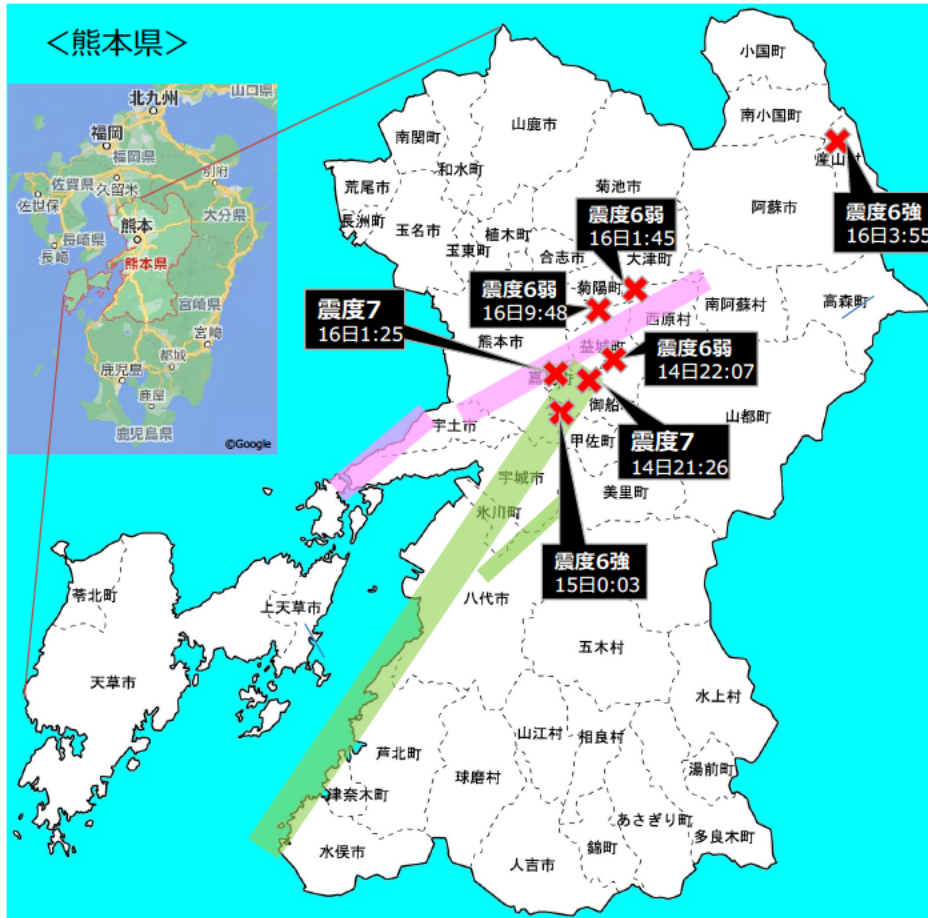 <熊本県>
北九州
山口県
福岡
福岡県
佐賀県
久留米
別府
佐世保
大分県
長崎県
熊本
長崎
熊本県
宮崎県
宮崎
都城
鹿児島
鹿屋
鹿児島県
©Google
小国町
南小国町
産山村
山鹿市
南関町
和水町
荒尾市
長洲町
玉名市
玉東町
植木町
菊池市
阿蘇市
合志市
大津町
菊陽町
震度6強
16日3:55
震度6弱
16日1:45
震度6弱
16日9:48
震度7
16日1:25
西原村
南阿蘇村
高森町
熊本市
益城町
震度6弱
14日22:07
御船
山都町
宇土市
甲佐町
震度7
14日21:26
宇城市
美里町
氷川町
震度6強
15日0:03
八代市
苓北町
上天草市
天草市
五木村
水上村
芦北町
山江村
相良村
球磨村
湯前町
津奈木町
あさぎり町
多良木町
水俣市
錦町
人吉市